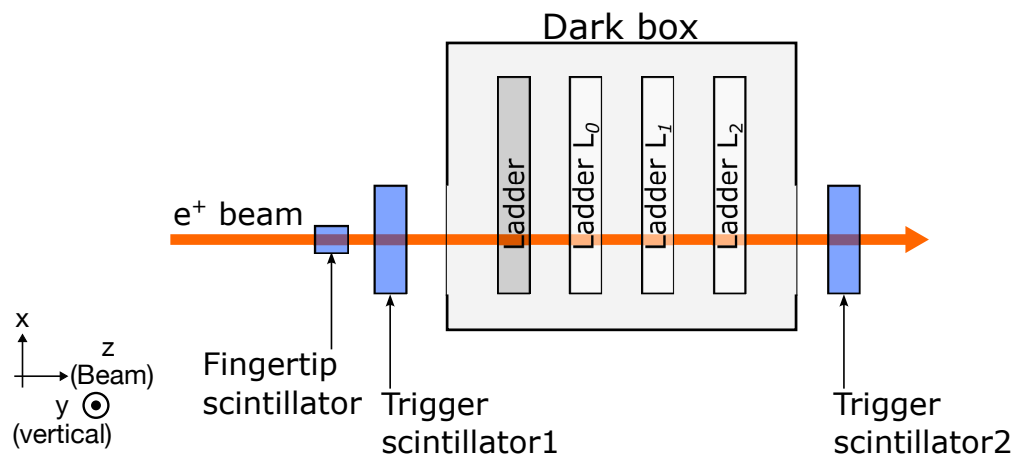 Dark box
Ladder
Ladder L0
Ladder L1
Ladder L2
e+ beam
x
z
(Beam)
y
(vertical)
Fingertip
scintillator
Trigger
scintillator1
Trigger
scintillator2